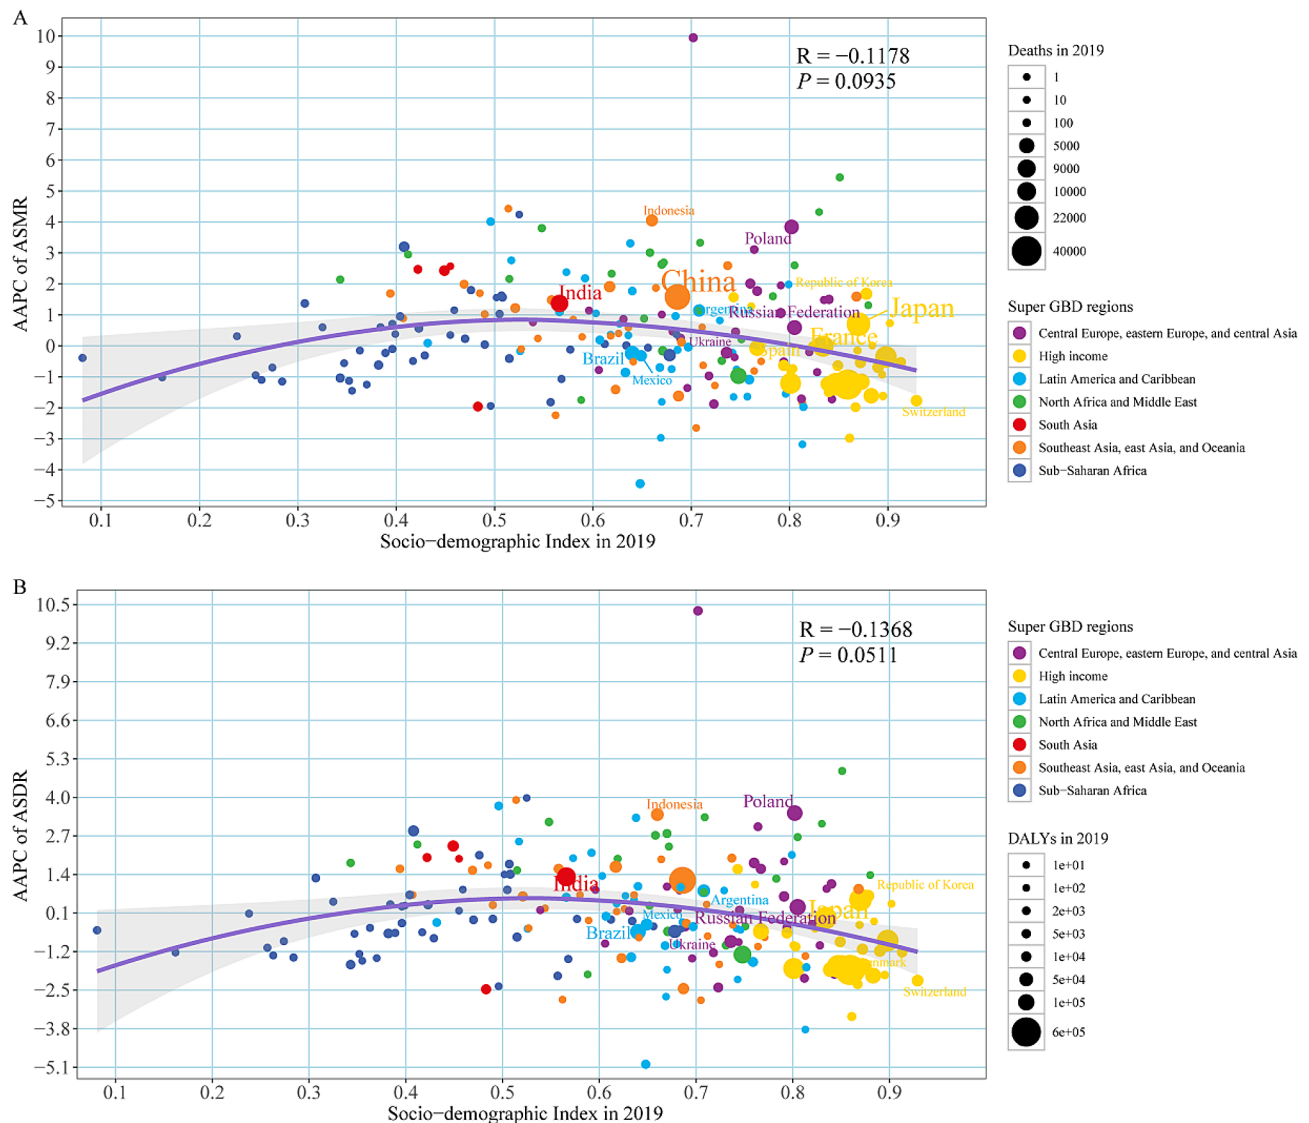 A
AAPC of ASMR
10
9
8
7
6
5
4
3
2
1
0
−1
−2
−3
−4
−5
R = −0.1178
P = 0.0935
Indonesia
Poland
China
Republic of Korea
India
Argentina
Russian Federation
Japan
Ukraine
France
Spain
Brazil
Mexico
Switzerland
0.1 0.2 0.3 0.4 0.5 0.6 0.7 0.8 0.9
Socio−demographic Index in 2019
Deaths in 2019
1
10
100
5000
9000
10000
22000
40000
Super GBD regions
Central Europe, eastern Europe, and central Asia
High income
Latin America and Caribbean
North Africa and Middle East
South Asia
Southeast Asia, east Asia, and Oceania
Sub−Saharan Africa
B
AAPC of ASDR
10.5
9.2
7.9
6.6
5.3
4.0
2.7
1.4
0.1
−1.2
−2.5
−3.8
−5.1
R = −0.1368
P = 0.0511
Indonesia
Poland
India
Republic of Korea
Argentina
Mexico
Japan
Russian Federation
Brazil
Ukraine
Switzerland
0.1 0.2 0.3 0.4 0.5 0.6 0.7 0.8 0.9
Socio−demographic Index in 2019
Super GBD regions
Central Europe, eastern Europe, and central Asia
High income
Latin America and Caribbean
North Africa and Middle East
South Asia
Southeast Asia, east Asia, and Oceania
Sub−Saharan Africa
DALYs in 2019
1e+01
1e+02
2e+03
5e+03
1e+04
5e+04
1e+05
6e+05